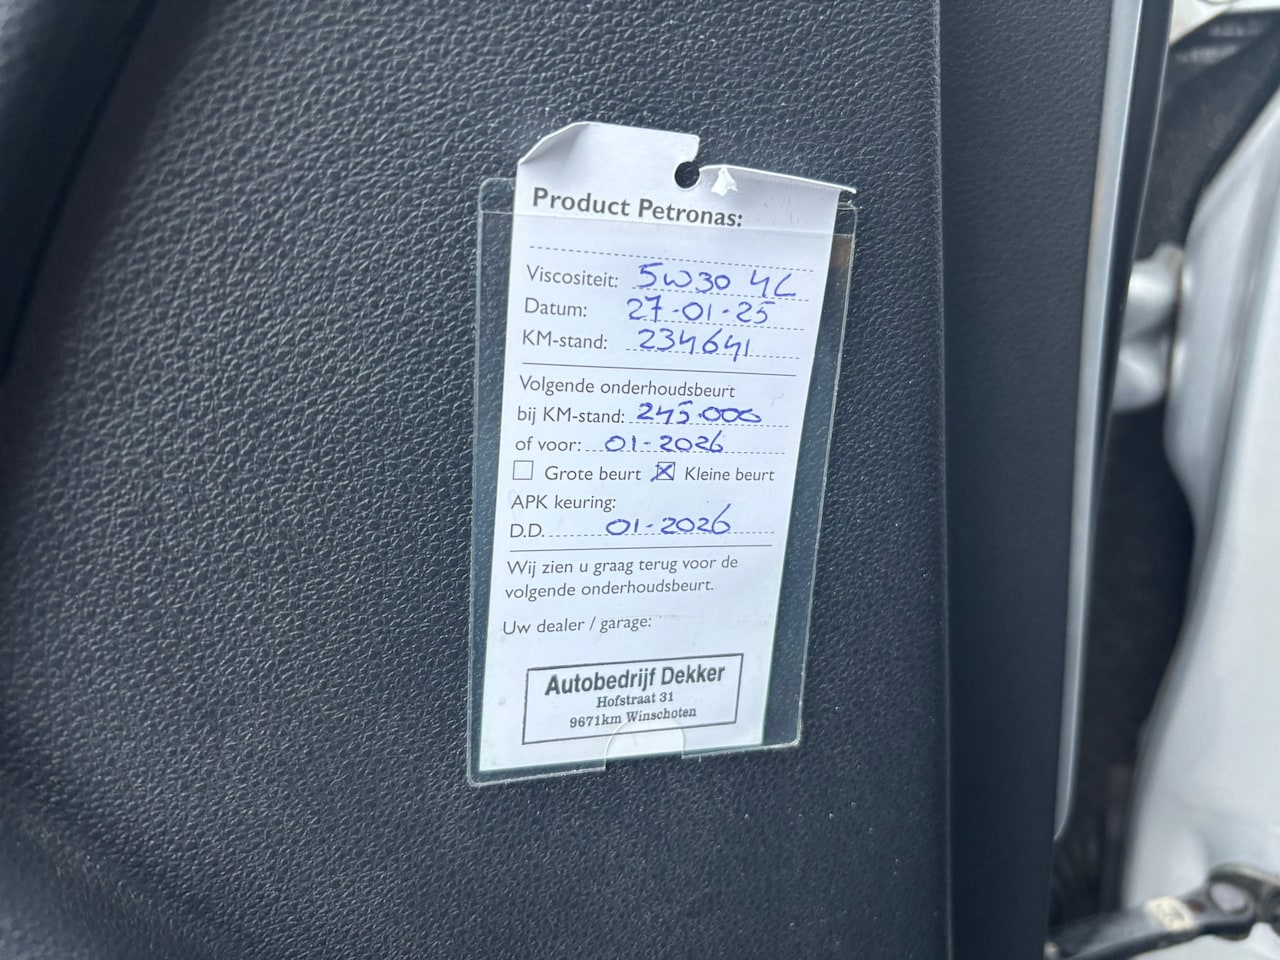 Product Petronas:
Viscositeit: 5W30 4L
Datum: 27-01-25
KM-stand: 234641
Volgende onderhoudsbeurt
bij KM-stand: 245.000
of voor: 01-2026
Grote beurt Kleine beurt
APK keuring:
D.D. 01-2026
Wij zien u graag terug voor de
volgende onderhoudsbeurt.
Uw dealer / garage:
Autobedrijf Dekker
Hofstraat 31
9671km Winschoten